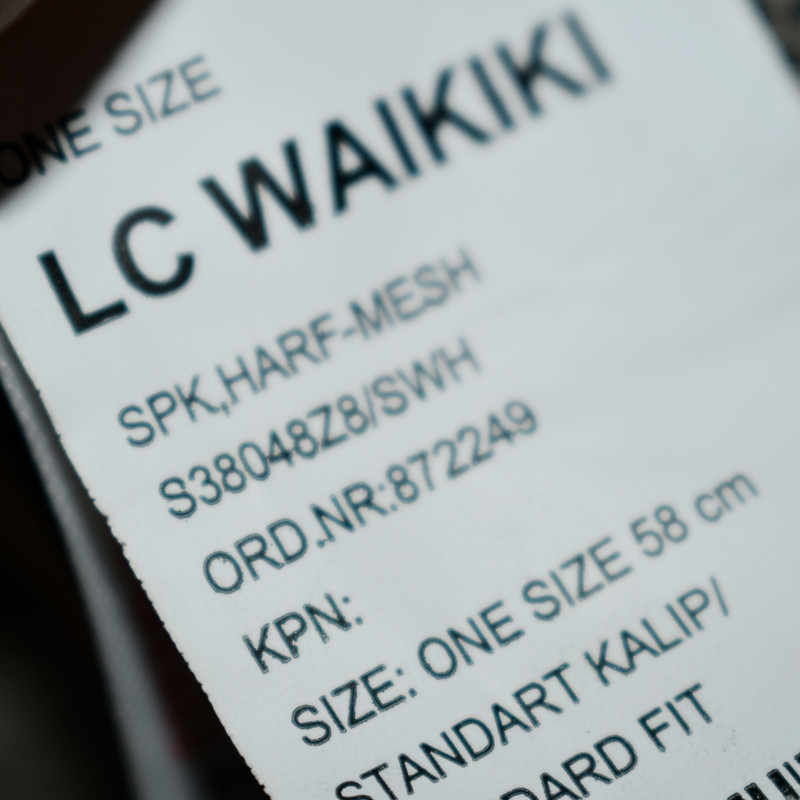 ONE SIZE
LC WAIKIKI
SPK,HARF-MESH
S38048Z8/SWH
ORD.NR:872249
KPN:
SIZE: ONE SIZE 58 cm
STANDART KALIP/
DARD FIT